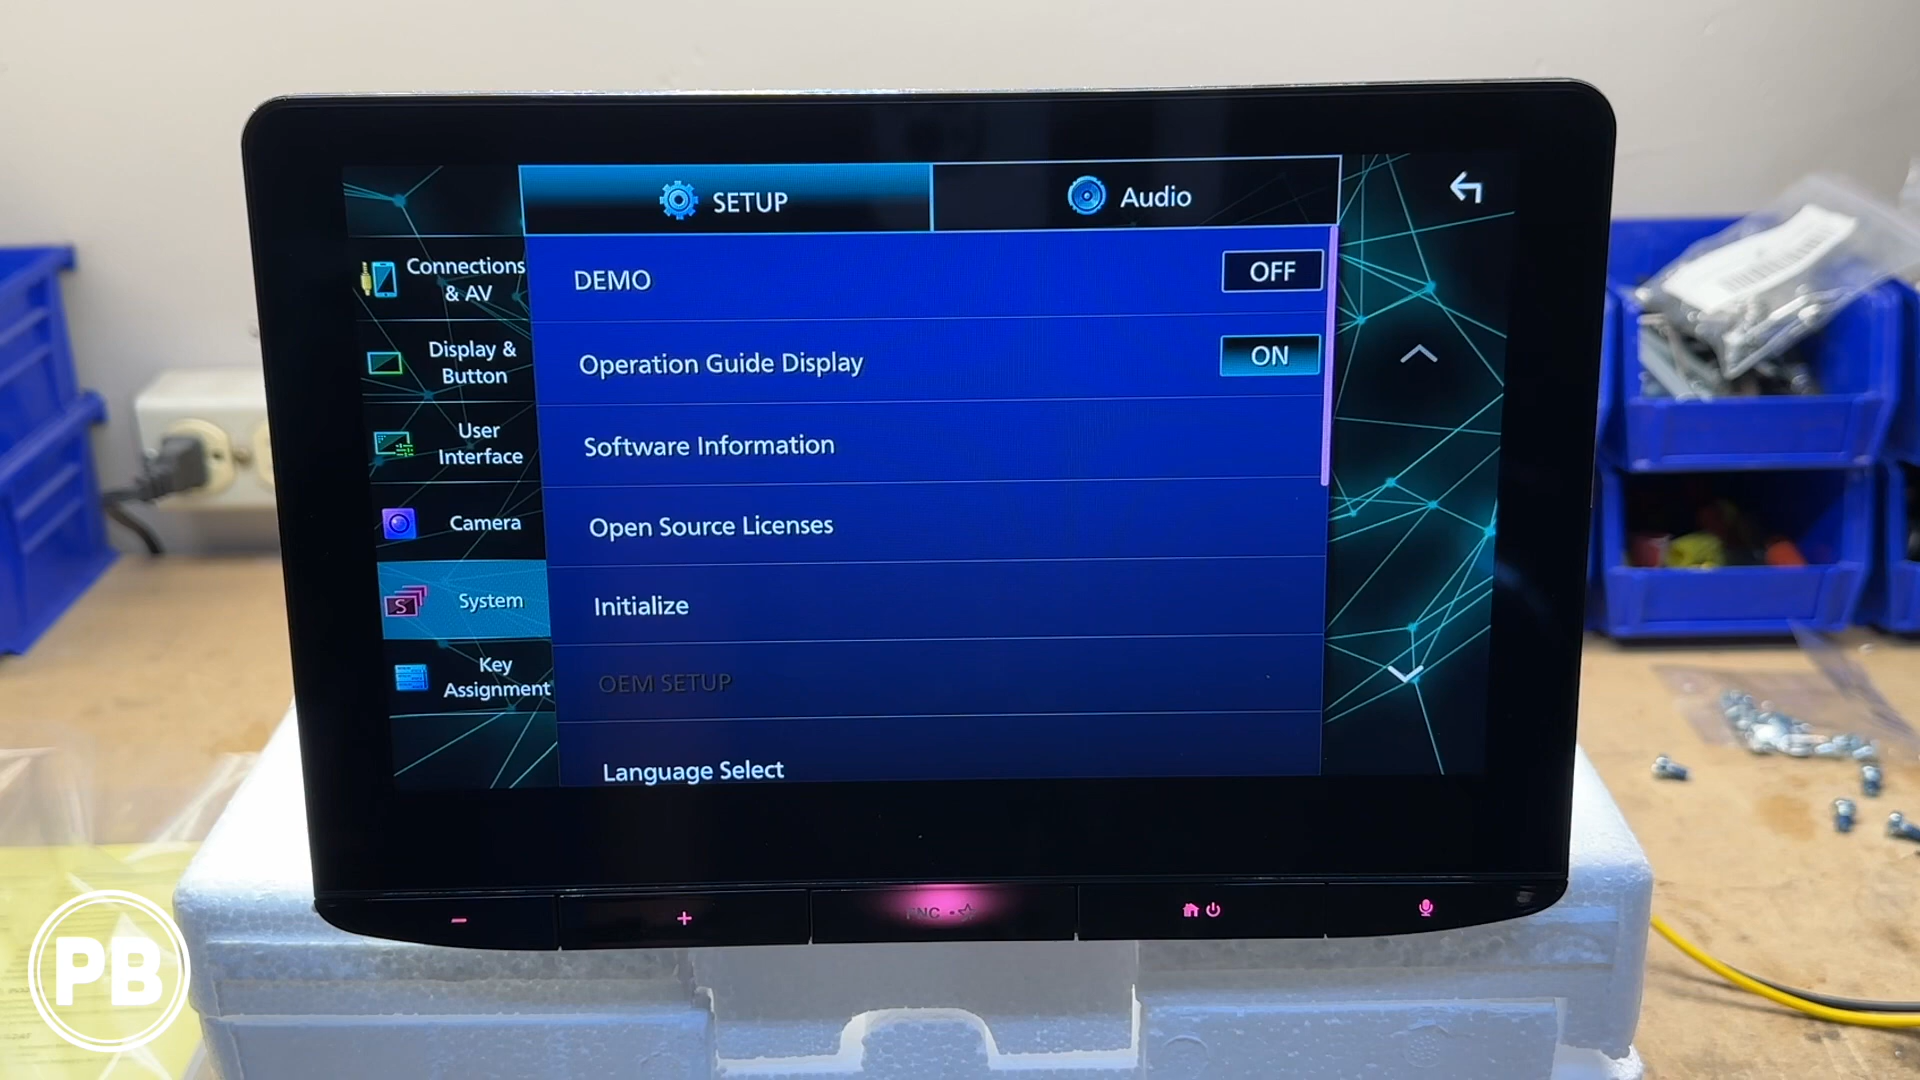 SETUP
Audio
Connections
& AV
Display &
Button
User
Interface
Camera
S
System
Key
Assignment
DEMO
OFF
Operation Guide Display
ON
Software Information
Open Source Licenses
Initialize
OEM SETUP
Language Select
− + FNC
PB